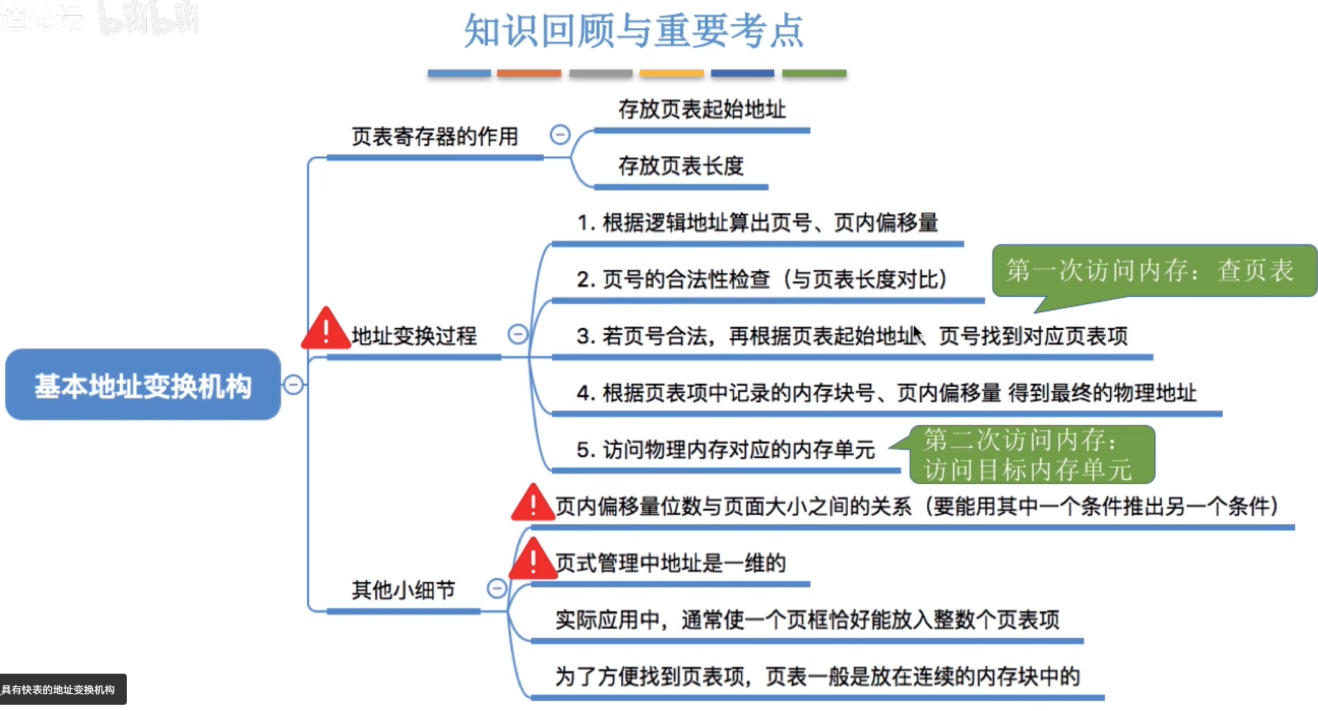 bilibili
知识回顾与重要考点
存放页表起始地址
页表寄存器的作用
存放页表长度
1. 根据逻辑地址算出页号、页内偏移量
2. 页号的合法性检查（与页表长度对比）
第一次访问内存：查页表
地址变换过程
3. 若页号合法，再根据页表起始地址、页号找到对应页表项
基本地址变换机构
4. 根据页表项中记录的内存块号、页内偏移量 得到最终的物理地址
5. 访问物理内存对应的内存单元
第二次访问内存：
访问目标内存单元
页内偏移量位数与页面大小之间的关系（要能用其中一个条件推出另一个条件）
页式管理中地址是一维的
其他小细节
实际应用中，通常使一个页框恰好能放入整数个页表项
为了方便找到页表项，页表一般是放在连续的内存块中的
具有快表的地址变换机构